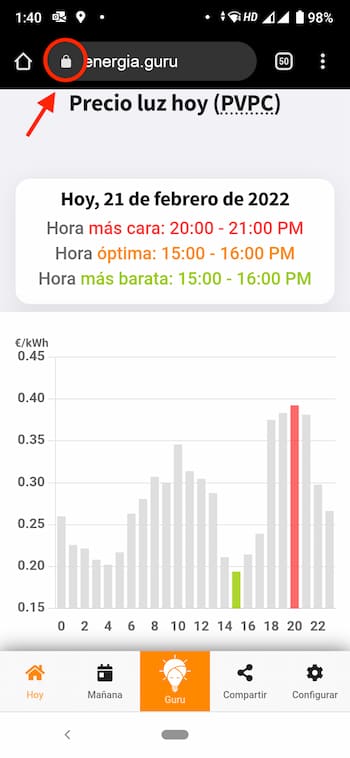 1:40 HD 98%
energia.guru 50
Precio luz hoy (PVPC)
Hoy, 21 de febrero de 2022
Hora más cara: 20:00 - 21:00 PM
Hora óptima: 15:00 - 16:00 PM
Hora más barata: 15:00 - 16:00 PM
€/kWh
0.45
0.40
0.35
0.30
0.25
0.20
0.15
0 2 4 6 8 10 12 14 16 18 20 22
Hoy Mañana Guru Compartir Configurar